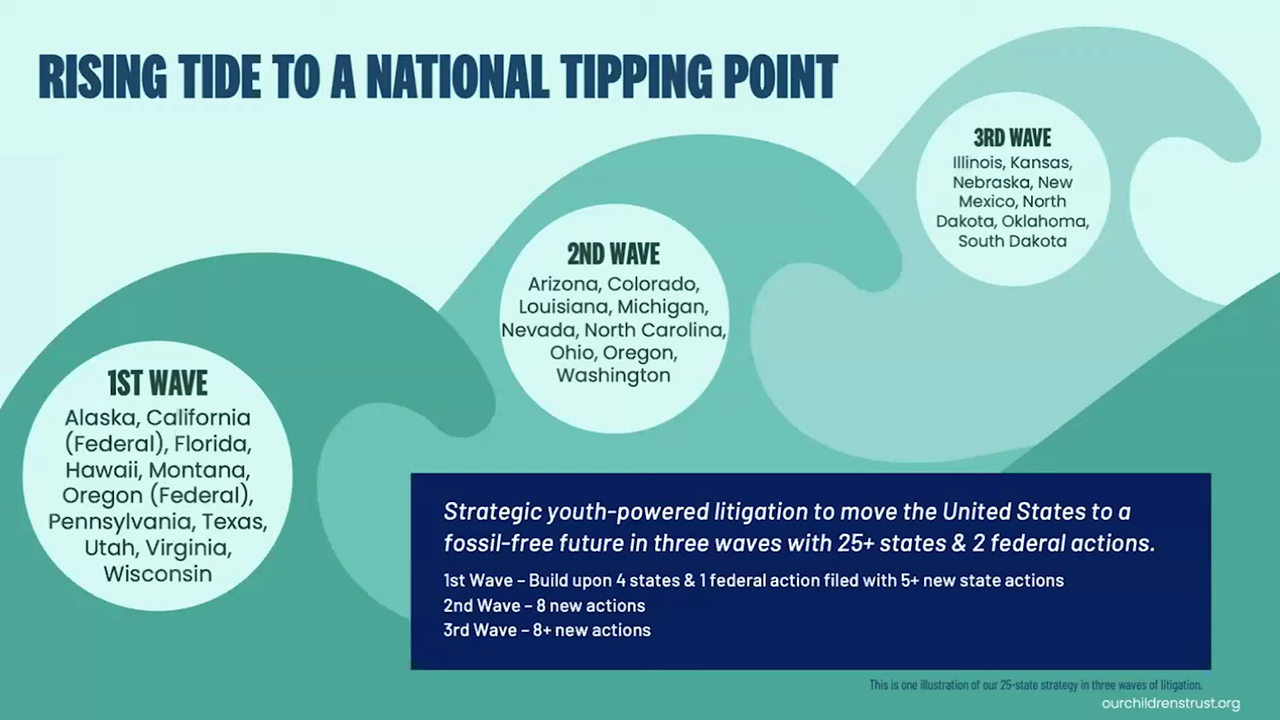 RISING TIDE TO A NATIONAL TIPPING POINT
1ST WAVE
Alaska, California
(Federal), Florida,
Hawaii, Montana,
Oregon (Federal),
Pennsylvania, Texas,
Utah, Virginia,
Wisconsin
2ND WAVE
Arizona, Colorado,
Louisiana, Michigan,
Nevada, North Carolina,
Ohio, Oregon,
Washington
3RD WAVE
Illinois, Kansas,
Nebraska, New
Mexico, North
Dakota, Oklahoma,
South Dakota
Strategic youth-powered litigation to move the United States to a
fossil-free future in three waves with 25+ states & 2 federal actions.
1st Wave – Build upon 4 states & 1 federal action filed with 5+ new state actions
2nd Wave – 8 new actions
3rd Wave – 8+ new actions
This is one illustration of our 25-state strategy in three waves of litigation.
ourchildrenstrust.org